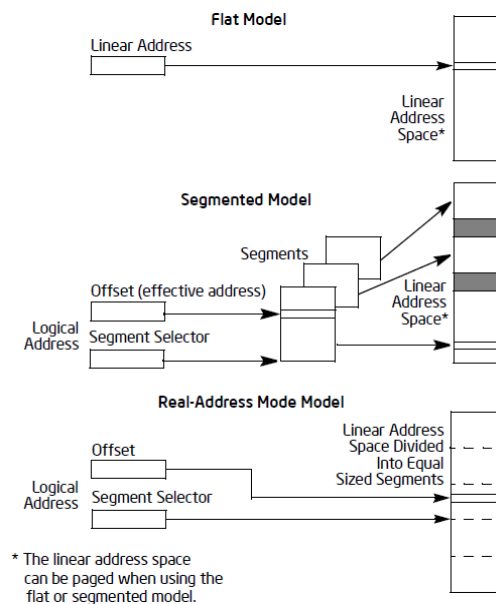 Flat Model
Linear Address
Linear
Address
Space*
Segmented Model
Segments
Offset (effective address)
Logical
Address
Segment Selector
Linear
Address
Space*
Real-Address Mode Model
Linear Address
Space Divided
Into Equal
Sized Segments
Offset
Logical
Address
Segment Selector
* The linear address space
can be paged when using the
flat or segmented model.